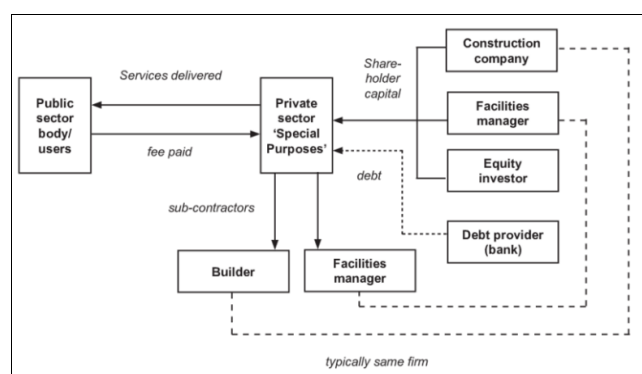 Construction
company
Services delivered
Share-
holder
capital
Public
sector
body/
users
Private
sector
‘Special
Purposes’
Facilities
manager
fee paid
debt
Equity
investor
sub-contractors
Debt provider
(bank)
Builder
Facilities
manager
typically same firm